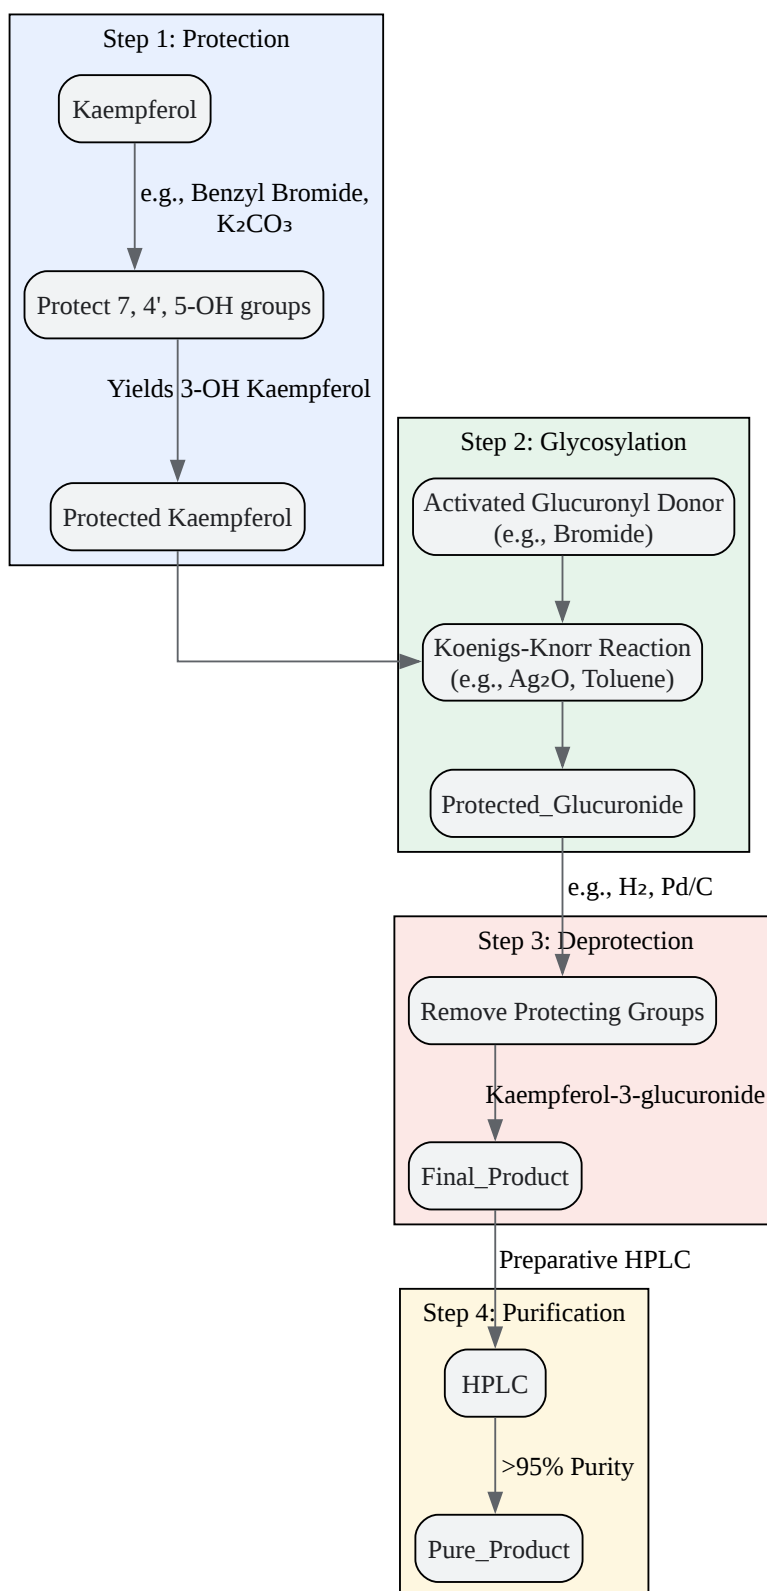 Step 1: Protection
Kaempferol
e.g., Benzyl Bromide,
K₂CO₃
Protect 7, 4', 5-OH groups
Yields 3-OH Kaempferol
Protected Kaempferol
Step 2: Glycosylation
Activated Glucuronyl Donor
(e.g., Bromide)
Koenigs-Knorr Reaction
(e.g., Ag₂O, Toluene)
Protected_Glucuronide
e.g., H₂, Pd/C
Step 3: Deprotection
Remove Protecting Groups
Kaempferol-3-glucuronide
Final_Product
Preparative HPLC
Step 4: Purification
HPLC
>95% Purity
Pure_Product